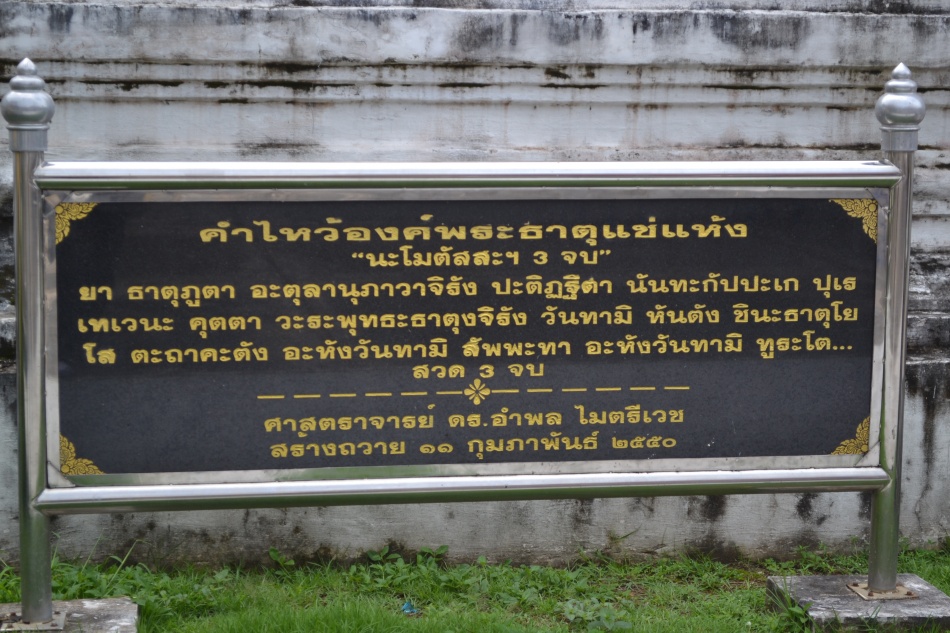 คำไหว้องค์พระธาตุแช่แห้ง
“นะโมตัสสะฯ 3 จบ”
ยา ธาตุภูตา อะตุลานุภาวาจิรัง ปะติฏฐิตา นันทะกัปปะเก ปุเร
เทเวนะ คุตตา วะระพุทธะธาตุงจิรัง วันทามิ หันตัง ชินะธาตุโย
โส ตะถาคะตัง อะหังวันทามิ สัพพะทา อะหังวันทามิ ทูระโต...
สวด 3 จบ
ศาสตราจารย์ ดร.อำพล ไมตรีเวช
สร้างถวาย ๑๑ กุมภาพันธ์ ๒๕๕๐